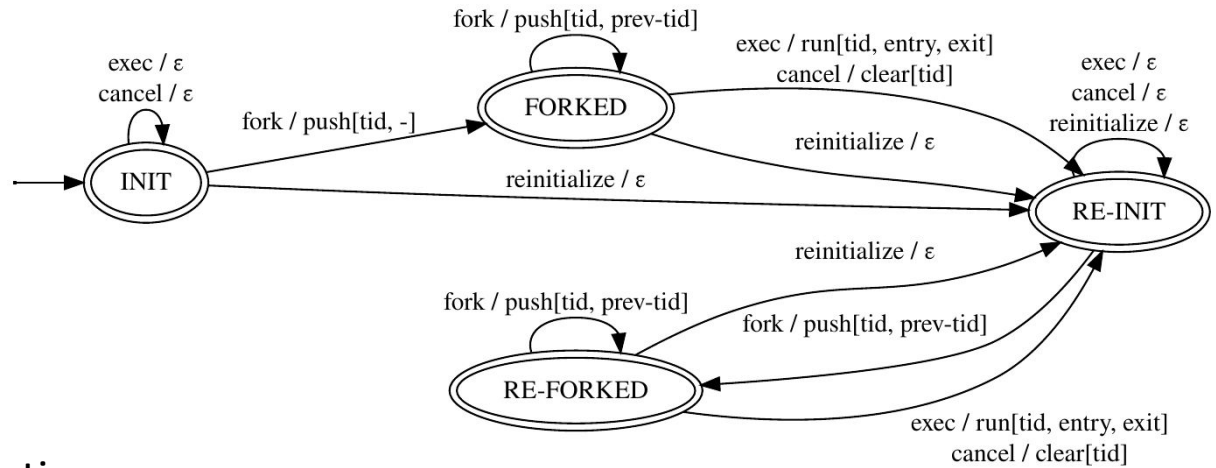 fork / push[tid, prev-tid]
exec / run[tid, entry, exit]
cancel / clear[tid]
exec / ε
cancel / ε
reinitialize / ε
exec / ε
cancel / ε
FORKED
fork / push[tid, -]
reinitialize / ε
INIT
reinitialize / ε
RE-INIT
reinitialize / ε
fork / push[tid, prev-tid]
fork / push[tid, prev-tid]
RE-FORKED
exec / run[tid, entry, exit]
cancel / clear[tid]